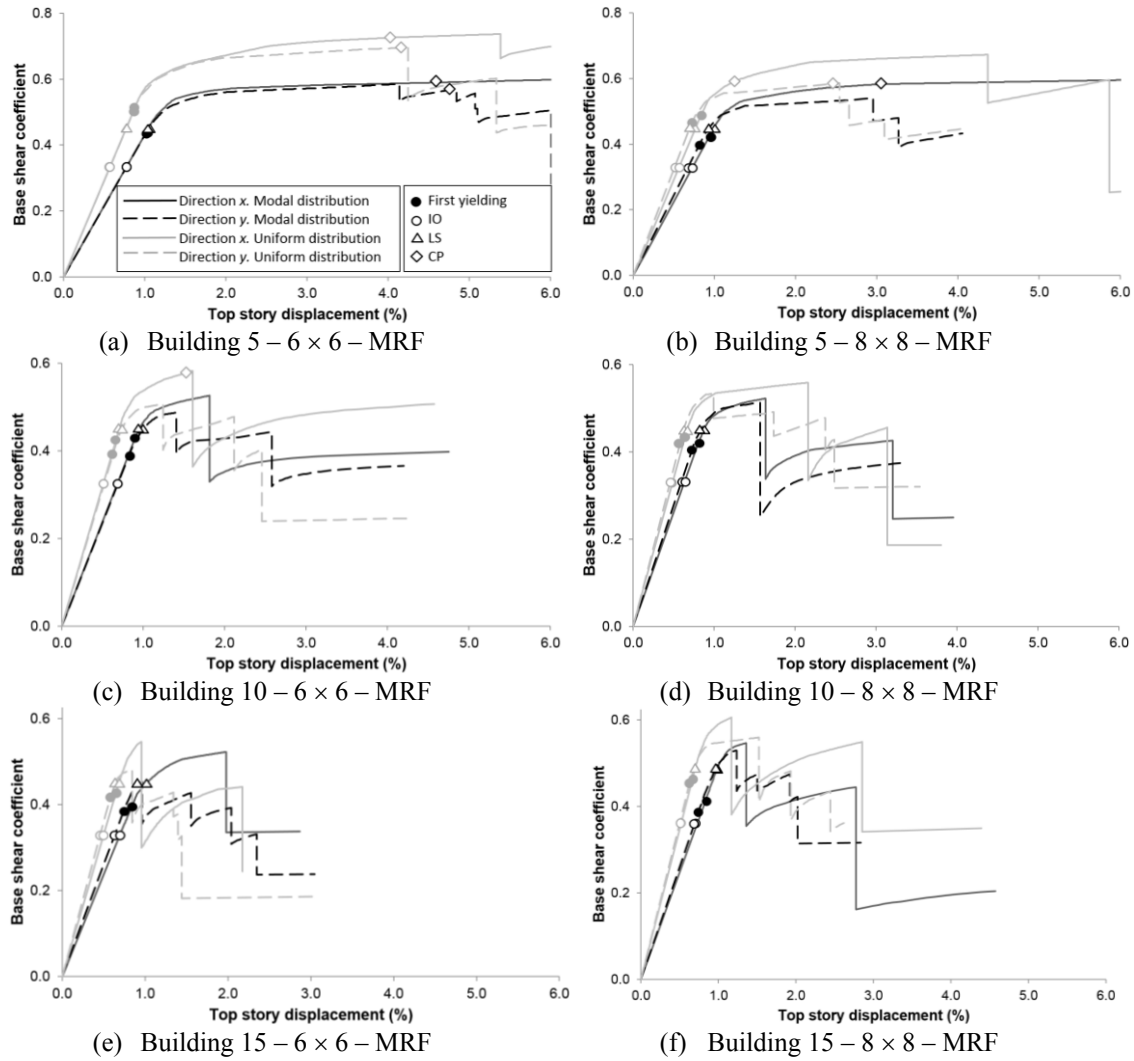 0.8
0.6
0.4
0.2
0.0
Base shear coefficient
Direction x. Modal distribution
Direction y. Modal distribution
Direction x. Uniform distribution
Direction y. Uniform distribution
First yielding
IO
LS
CP
0.0 1.0 2.0 3.0 4.0 5.0 6.0
Top story displacement (%)
(a) Building 5 – 6 × 6 – MRF
0.8
0.6
0.4
0.2
0.0
Base shear coefficient
0.0 1.0 2.0 3.0 4.0 5.0 6.0
Top story displacement (%)
(b) Building 5 – 8 × 8 – MRF
0.6
0.4
0.2
0.0
Base shear coefficient
0.0 1.0 2.0 3.0 4.0 5.0 6.0
Top story displacement (%)
(c) Building 10 – 6 × 6 – MRF
0.6
0.4
0.2
0.0
Base shear coefficient
0.0 1.0 2.0 3.0 4.0 5.0 6.0
Top story displacement (%)
(d) Building 10 – 8 × 8 – MRF
0.6
0.4
0.2
0.0
Base shear coefficient
0.0 1.0 2.0 3.0 4.0 5.0 6.0
Top story displacement (%)
(e) Building 15 – 6 × 6 – MRF
0.6
0.4
0.2
0.0
Base shear coefficient
0.0 1.0 2.0 3.0 4.0 5.0 6.0
Top story displacement (%)
(f) Building 15 – 8 × 8 – MRF